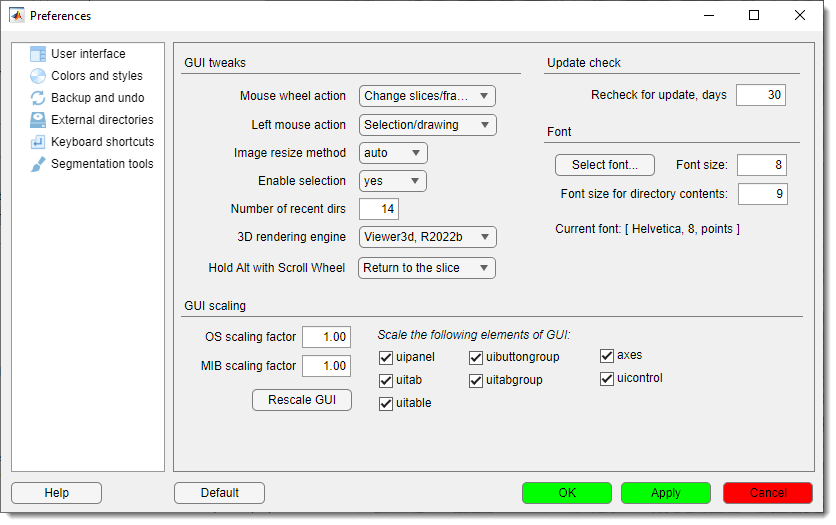 Preferences
User interface
Colors and styles
Backup and undo
External directories
Keyboard shortcuts
Segmentation tools
GUI tweaks
Mouse wheel action Change slices/fra...
Left mouse action Selection/drawing
Image resize method auto
Enable selection yes
Number of recent dirs 14
3D rendering engine Viewer3d, R2022b
Hold Alt with Scroll Wheel Return to the slice
Update check
Recheck for update, days 30
Font
Select font... Font size: 8
Font size for directory contents: 9
Current font: [ Helvetica, 8, points ]
GUI scaling
OS scaling factor 1.00
MIB scaling factor 1.00
Rescale GUI
Scale the following elements of GUI:
uipanel uibuttongroup axes
uitab uitabgroup uicontrol
uitable
Help Default OK Apply Cancel